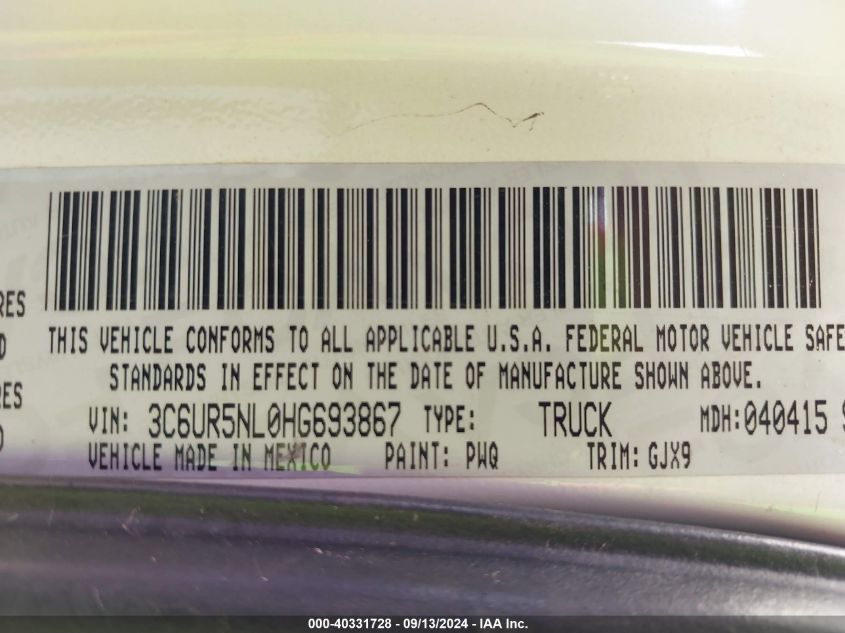 RES
THIS VEHICLE CONFORMS TO ALL APPLICABLE U.S.A. FEDERAL MOTOR VEHICLE SAFE
D
STANDARDS IN EFFECT ON THE DATE OF MANUFACTURE SHOWN ABOVE.
RES
VIN: 3C6UR5NL0HG693867 TYPE: TRUCK MDH:040415
VEHICLE MADE IN MEXICO PAINT: PWQ TRIM: GJX9
000-40331728 - 09/13/2024 - IAA Inc.